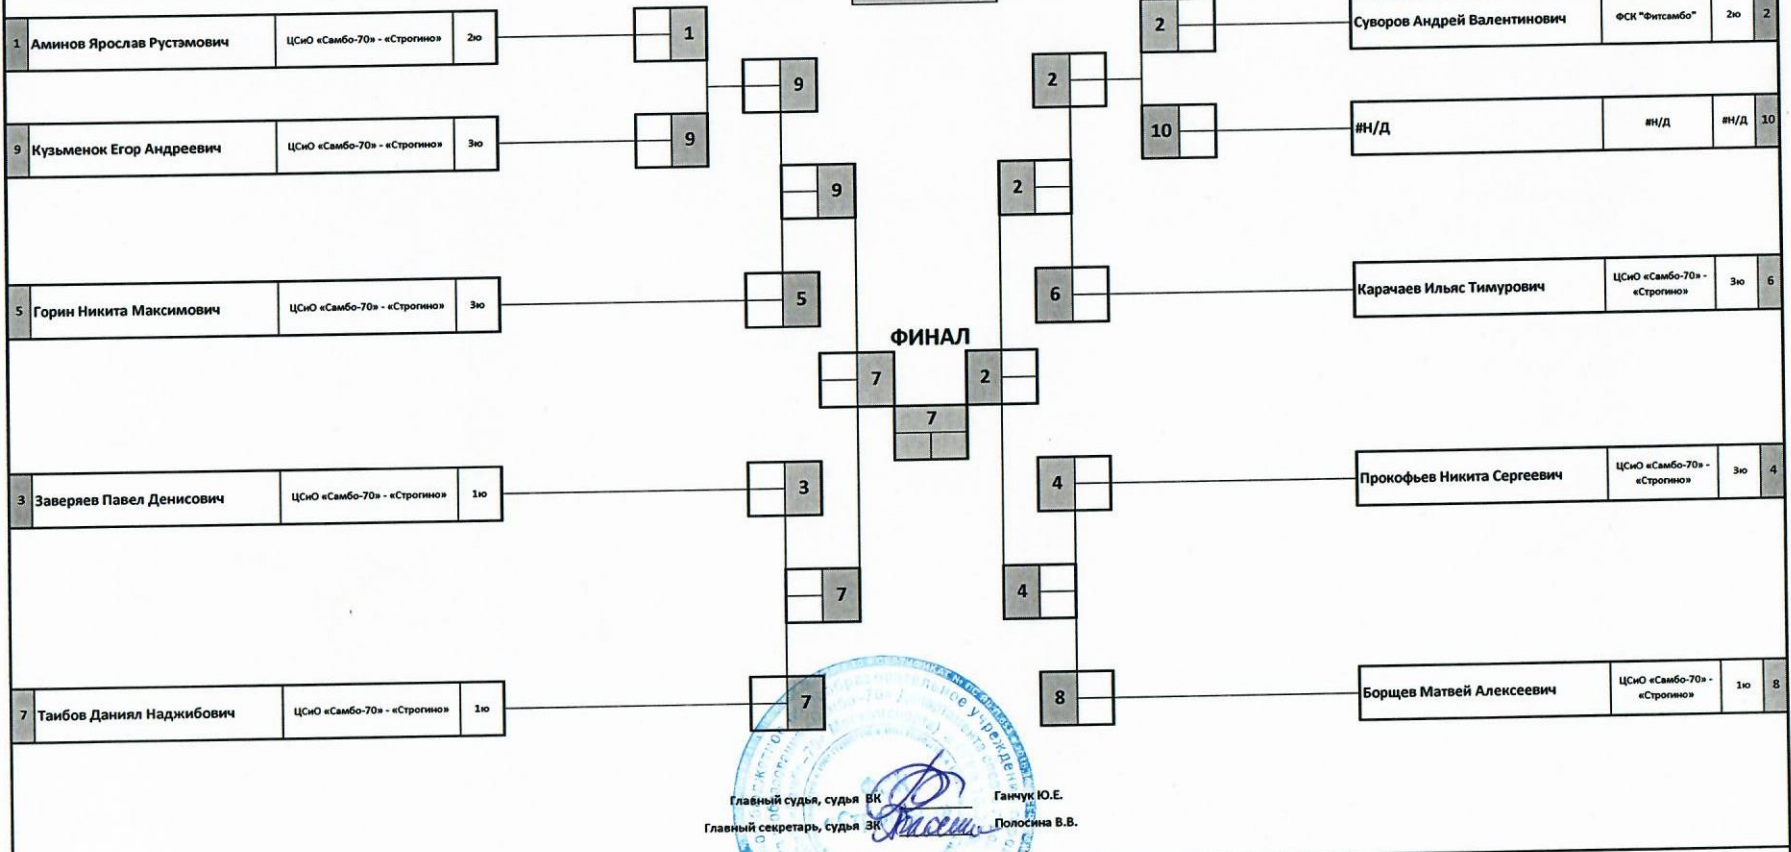 1 Аминов Ярослав Рустэмович ЦСиО «Самбо-70» - «Строгино» 2ю
1
9
9 Кузьменок Егор Андреевич ЦСиО «Самбо-70» - «Строгино» 3ю
9
9
5 Горин Никита Максимович ЦСиО «Самбо-70» - «Строгино» 3ю
5
3 Заверяев Павел Денисович ЦСиО «Самбо-70» - «Строгино» 1ю
3
7
7 Таибов Даниял Наджибович ЦСиО «Самбо-70» - «Строгино» 1ю
7
ФИНАЛ
7
2
7
2
Суворов Андрей Валентинович ФСК "Фитсамбо" 2ю 2
2
10
#Н/Д #Н/Д #Н/Д 10
2
6
Карачаев Ильяс Тимурович ЦСиО «Самбо-70» -
«Строгино» 3ю 6
4
Прокофьев Никита Сергеевич ЦСиО «Самбо-70» -
«Строгино» 3ю 4
4
8
Борщев Матвей Алексеевич ЦСиО «Самбо-70» -
«Строгино» 1ю 8
Главный судья, судья ВК Ганчук Ю.Е.
Главный секретарь, судья ЗК Полосина В.В.